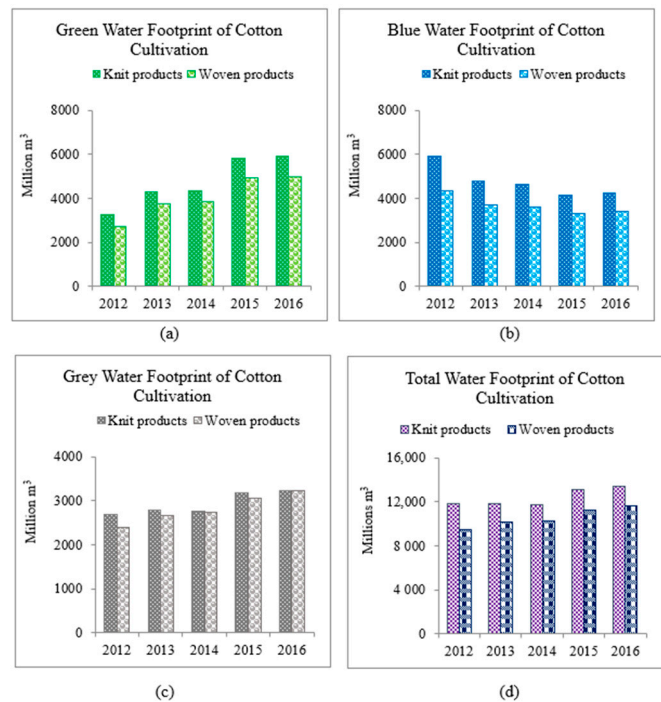 Green Water Footprint of Cotton
Cultivation
Knit products Woven products
8000
6000
4000
2000
0
Million m³
2012 2013 2014 2015 2016
(a)
Blue Water Footprint of Cotton
Cultivation
Knit products Woven products
8000
6000
4000
2000
0
Million m³
2012 2013 2014 2015 2016
(b)
Grey Water Footprint of Cotton
Cultivation
Knit products Woven products
4000
3000
2000
1000
0
Million m³
2012 2013 2014 2015 2016
(c)
Total Water Footprint of Cotton
Cultivation
Knit products Woven products
16,000
12,000
8 000
4 000
0
Millions m³
2012 2013 2014 2015 2016
(d)